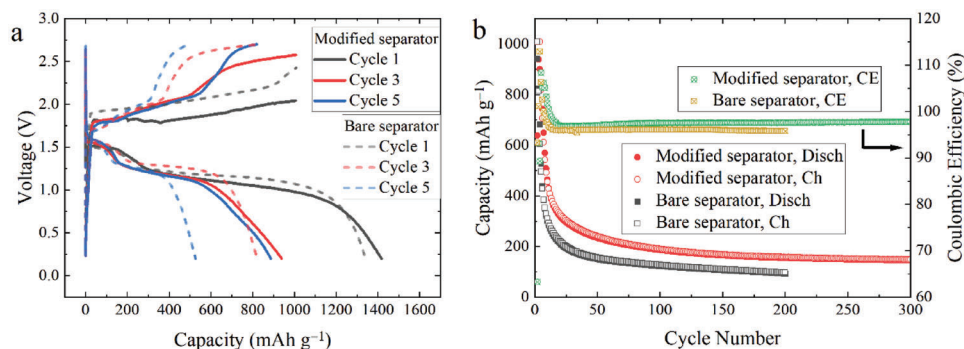 a
Voltage (V)
3.0
2.5
2.0
1.5
1.0
0.5
0.0
Modified separator
Cycle 1
Cycle 3
Cycle 5
Bare separator
Cycle 1
Cycle 3
Cycle 5
0 200 400 600 800 1000 1200 1400 1600
Capacity (mAh g⁻¹)
b
Capacity (mAh g⁻¹)
1000
800
600
400
200
0
Modified separator, CE
Bare separator, CE
Modified separator, Disch
Modified separator, Ch
Bare separator, Disch
Bare separator, Ch
120
110
100
90
80
70
60
Coulombic Efficiency (%)
0 50 100 150 200 250 300
Cycle Number